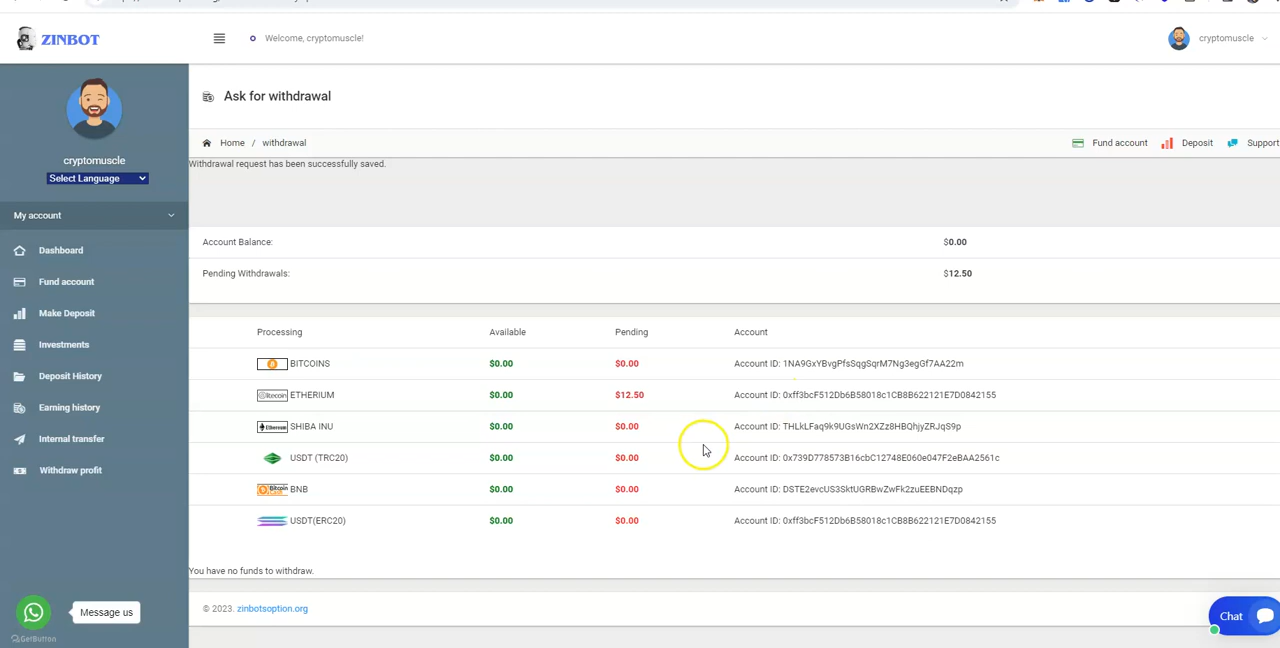 ZINBOT
Welcome, cryptomuscle!
cryptomuscle
cryptomuscle
Select Language
My account
Dashboard
Fund account
Make Deposit
Investments
Deposit History
Earning history
Internal transfer
Withdraw profit
Message us
GetButton
Ask for withdrawal
Home / withdrawal
Fund account Deposit Support
Withdrawal request has been successfully saved.
Account Balance: $0.00
Pending Withdrawals: $12.50
Processing Available Pending Account
BITCOINS $0.00 $0.00 Account ID: 1NA9GxYBvgPfsSqgSqrM7Ng3egGf7AA22m
litecoin ETHERIUM $0.00 $12.50 Account ID: 0xff3bcF512Db6B58018c1CB8B622121E7D0842155
Ethereum SHIBA INU $0.00 $0.00 Account ID: THLkLFaq9k9UGsWn2XZz8HBQhjyZRJqS9p
USDT (TRC20) $0.00 $0.00 Account ID: 0x739D778573B16cbC12748E060e047F2eBAA2561c
Bitcoin BNB $0.00 $0.00 Account ID: DSTE2evcUS3SktUGRBwZwFk2zuEEBNDqzp
USDT(ERC20) $0.00 $0.00 Account ID: 0xff3bcF512Db6B58018c1CB8B622121E7D0842155
You have no funds to withdraw.
© 2023. zinbotsoption.org
Chat